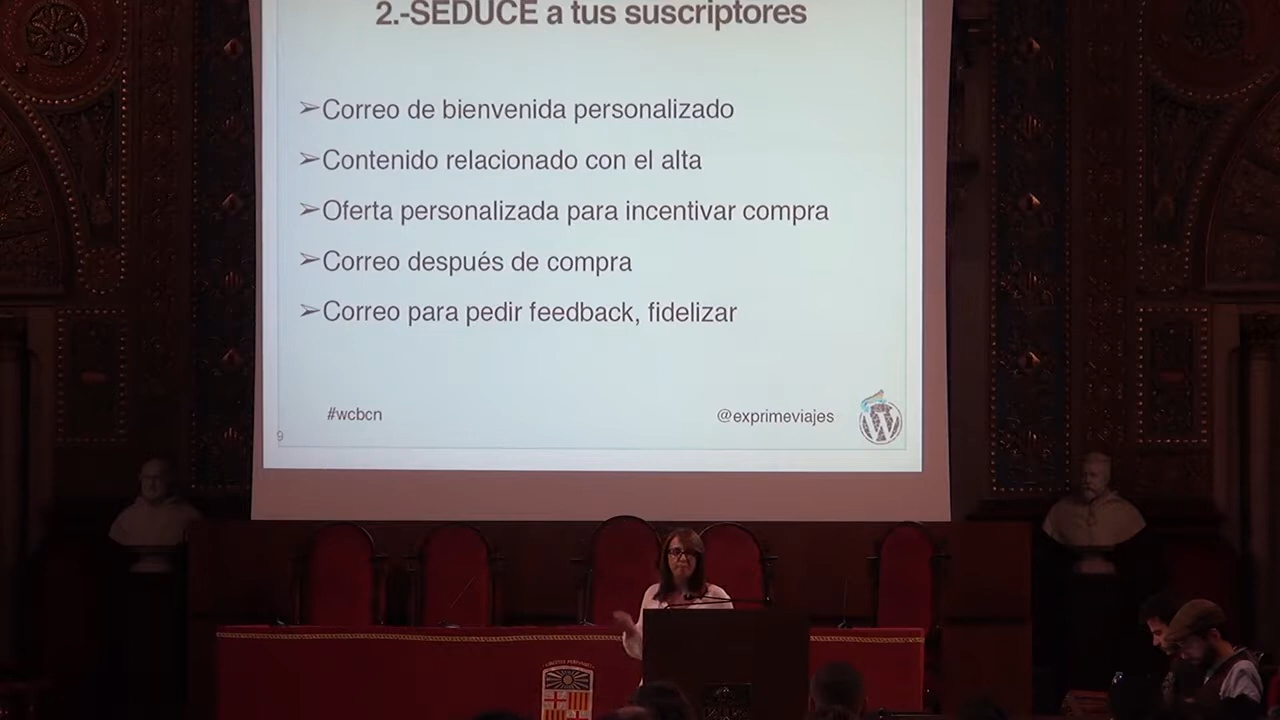 2.-SEDUCE a tus suscriptores
➢Correo de bienvenida personalizado
➢Contenido relacionado con el alta
➢Oferta personalizada para incentivar compra
➢Correo después de compra
➢Correo para pedir feedback, fidelizar
#wcbcn
@exprimeviajes
9